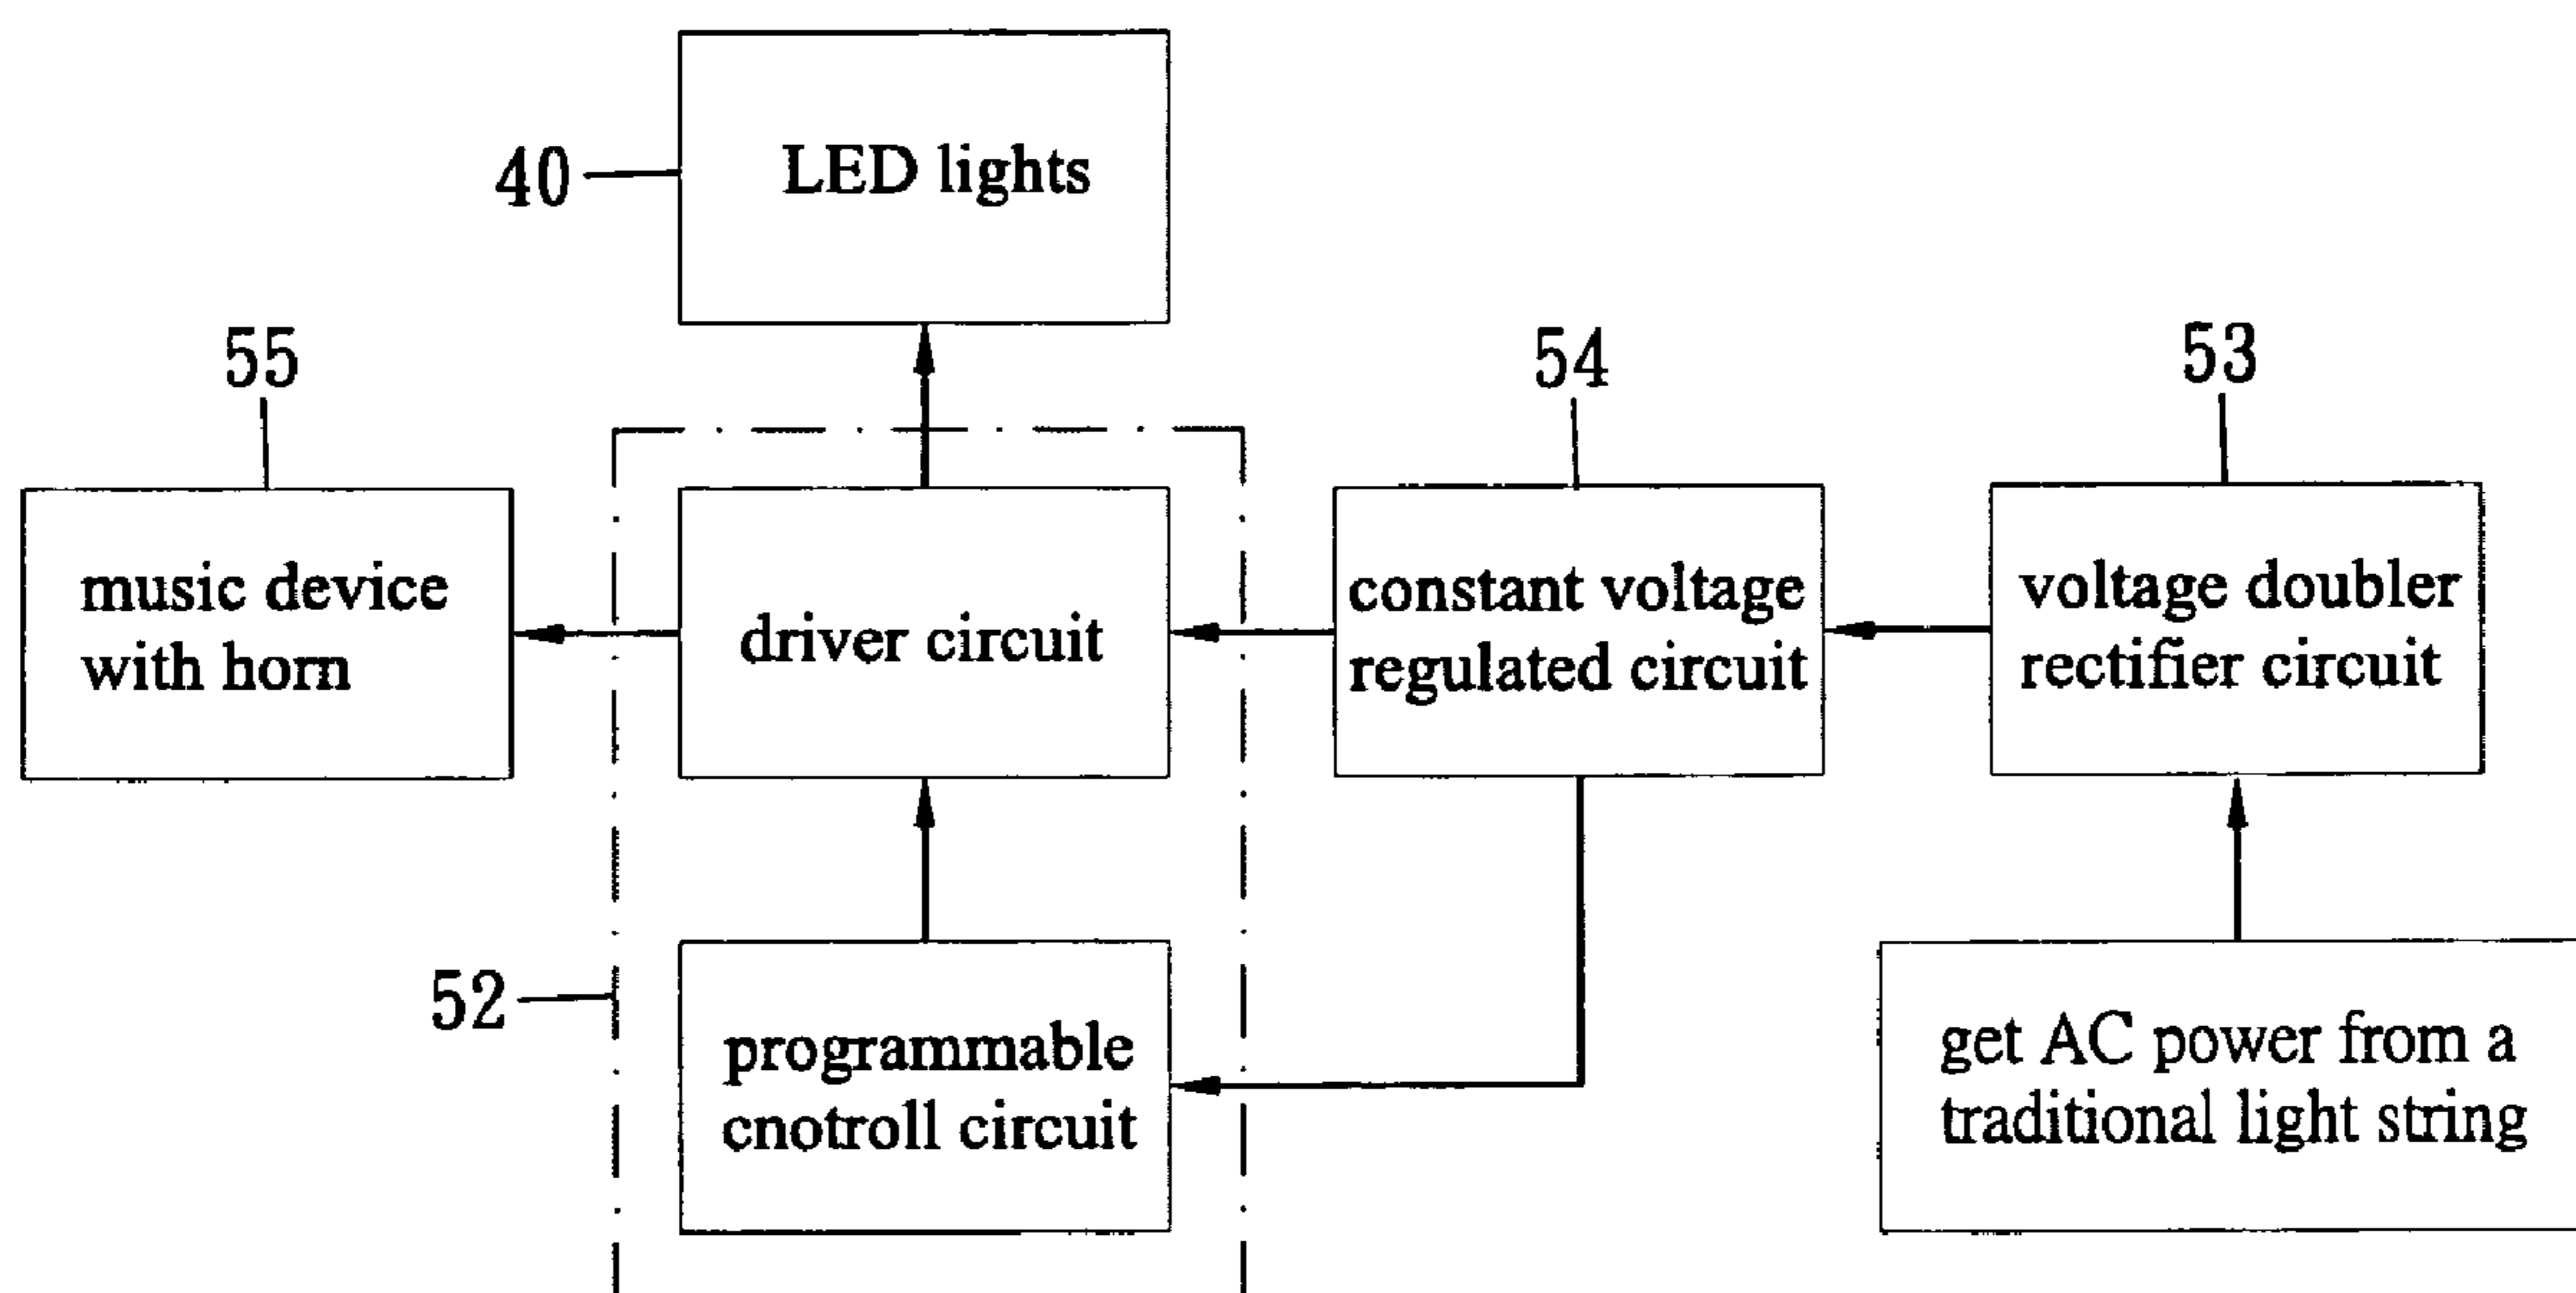 40
LED lights
55
54
53
music device
with horn
driver circuit
constant voltage
regulated circuit
voltage doubler
rectifier circuit
52
programmable
cnotroll circuit
get AC power from a
traditional light string